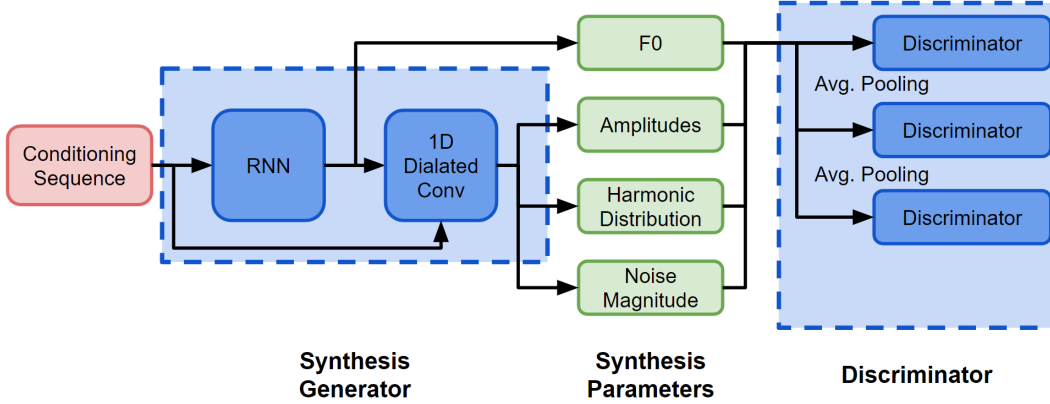 Conditioning
Sequence
RNN
1D
Dialated
Conv
F0
Amplitudes
Harmonic
Distribution
Noise
Magnitude
Discriminator
Avg. Pooling
Discriminator
Avg. Pooling
Discriminator
Synthesis
Generator
Synthesis
Parameters
Discriminator